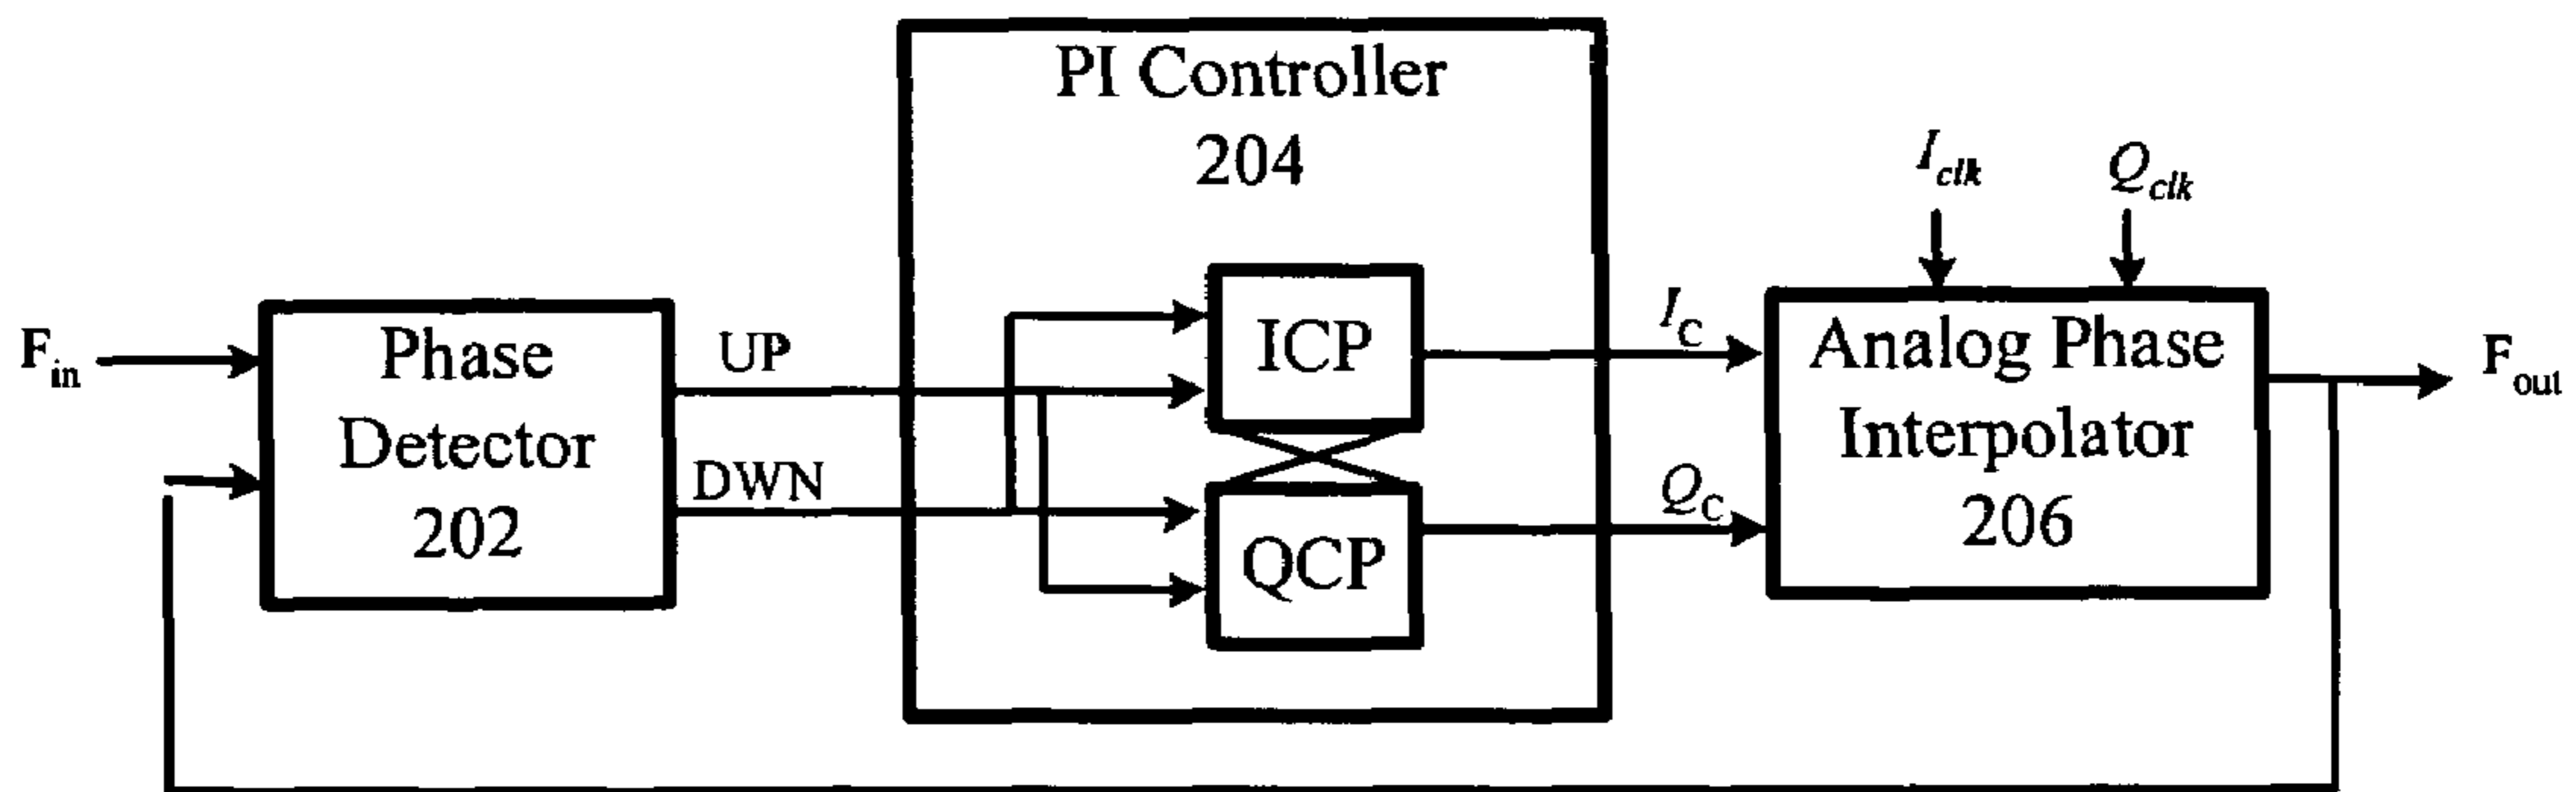 PI Controller
204
I_clk
Q_clk
F_in
Phase
Detector
202
UP
DWN
ICP
QCP
I_C
Q_C
Analog Phase
Interpolator
206
F_out